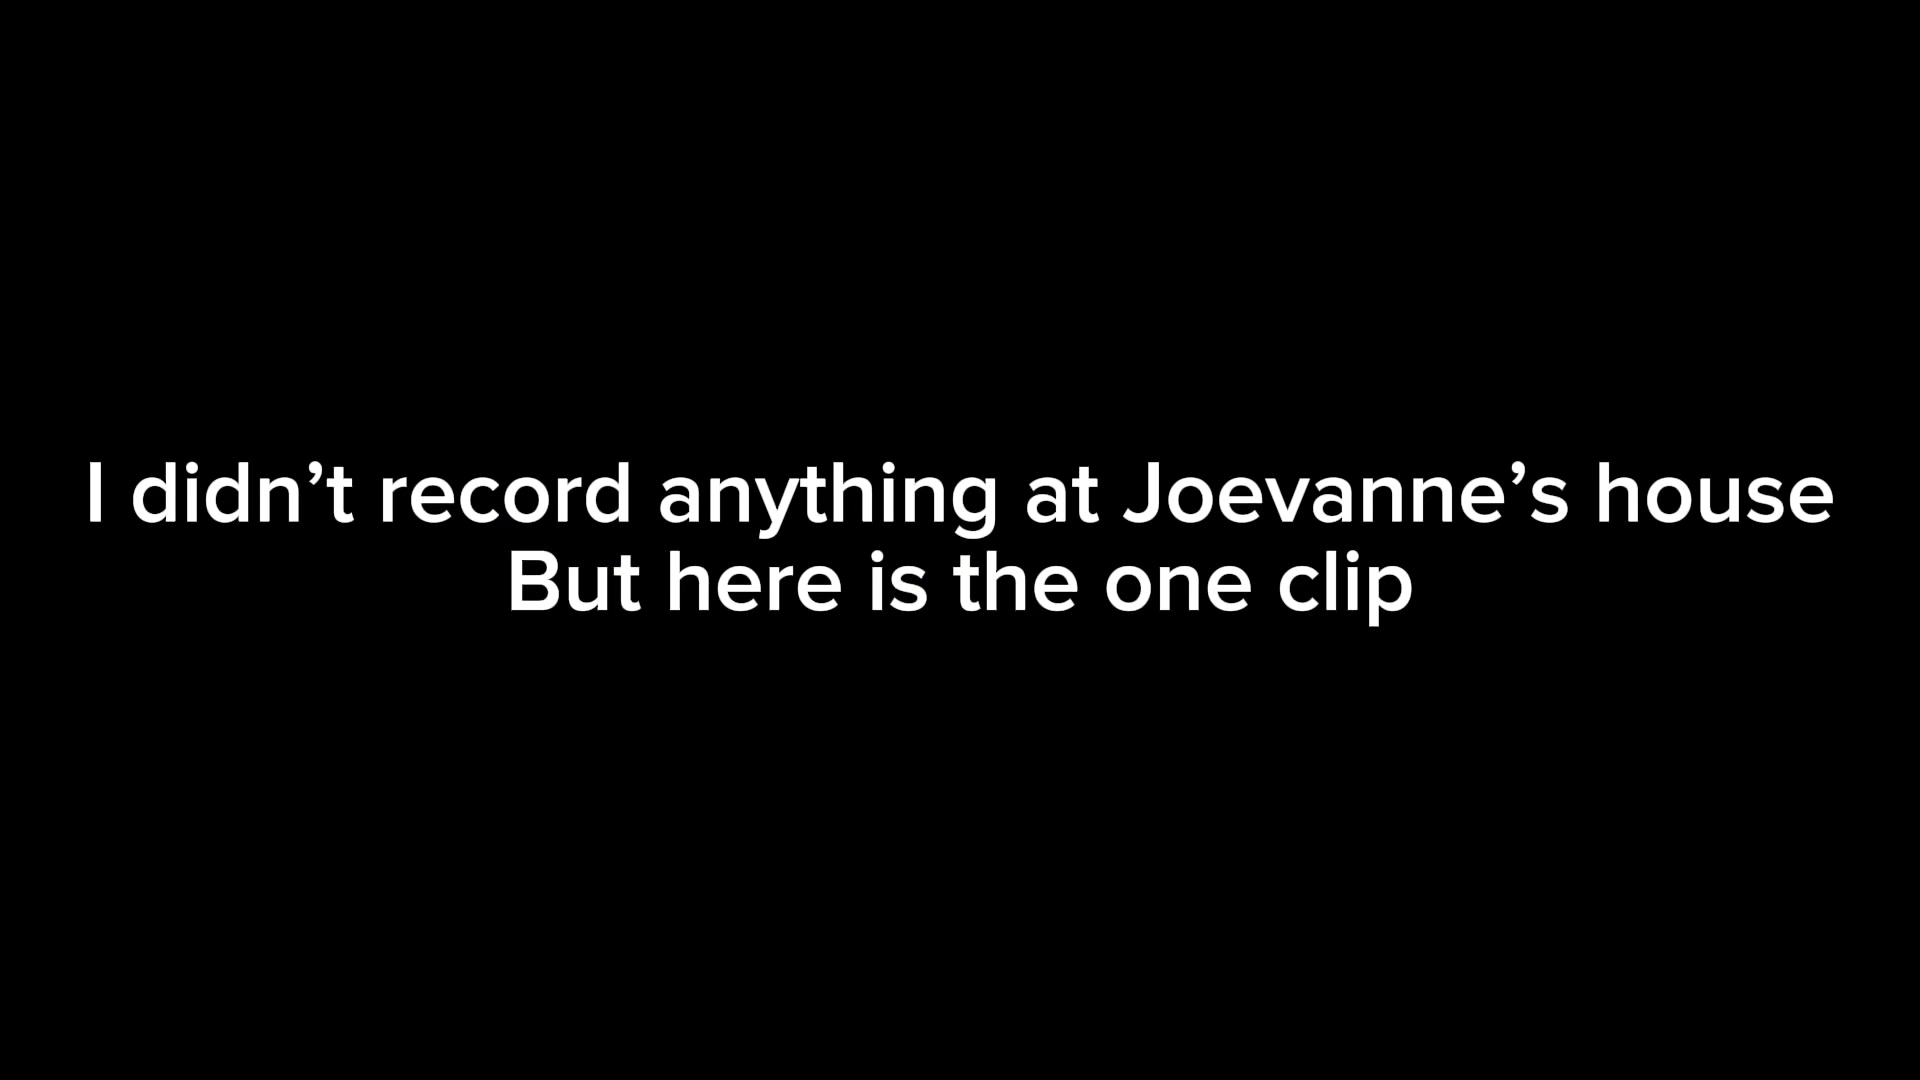 I didn’t record anything at Joevanne’s house
But here is the one clip